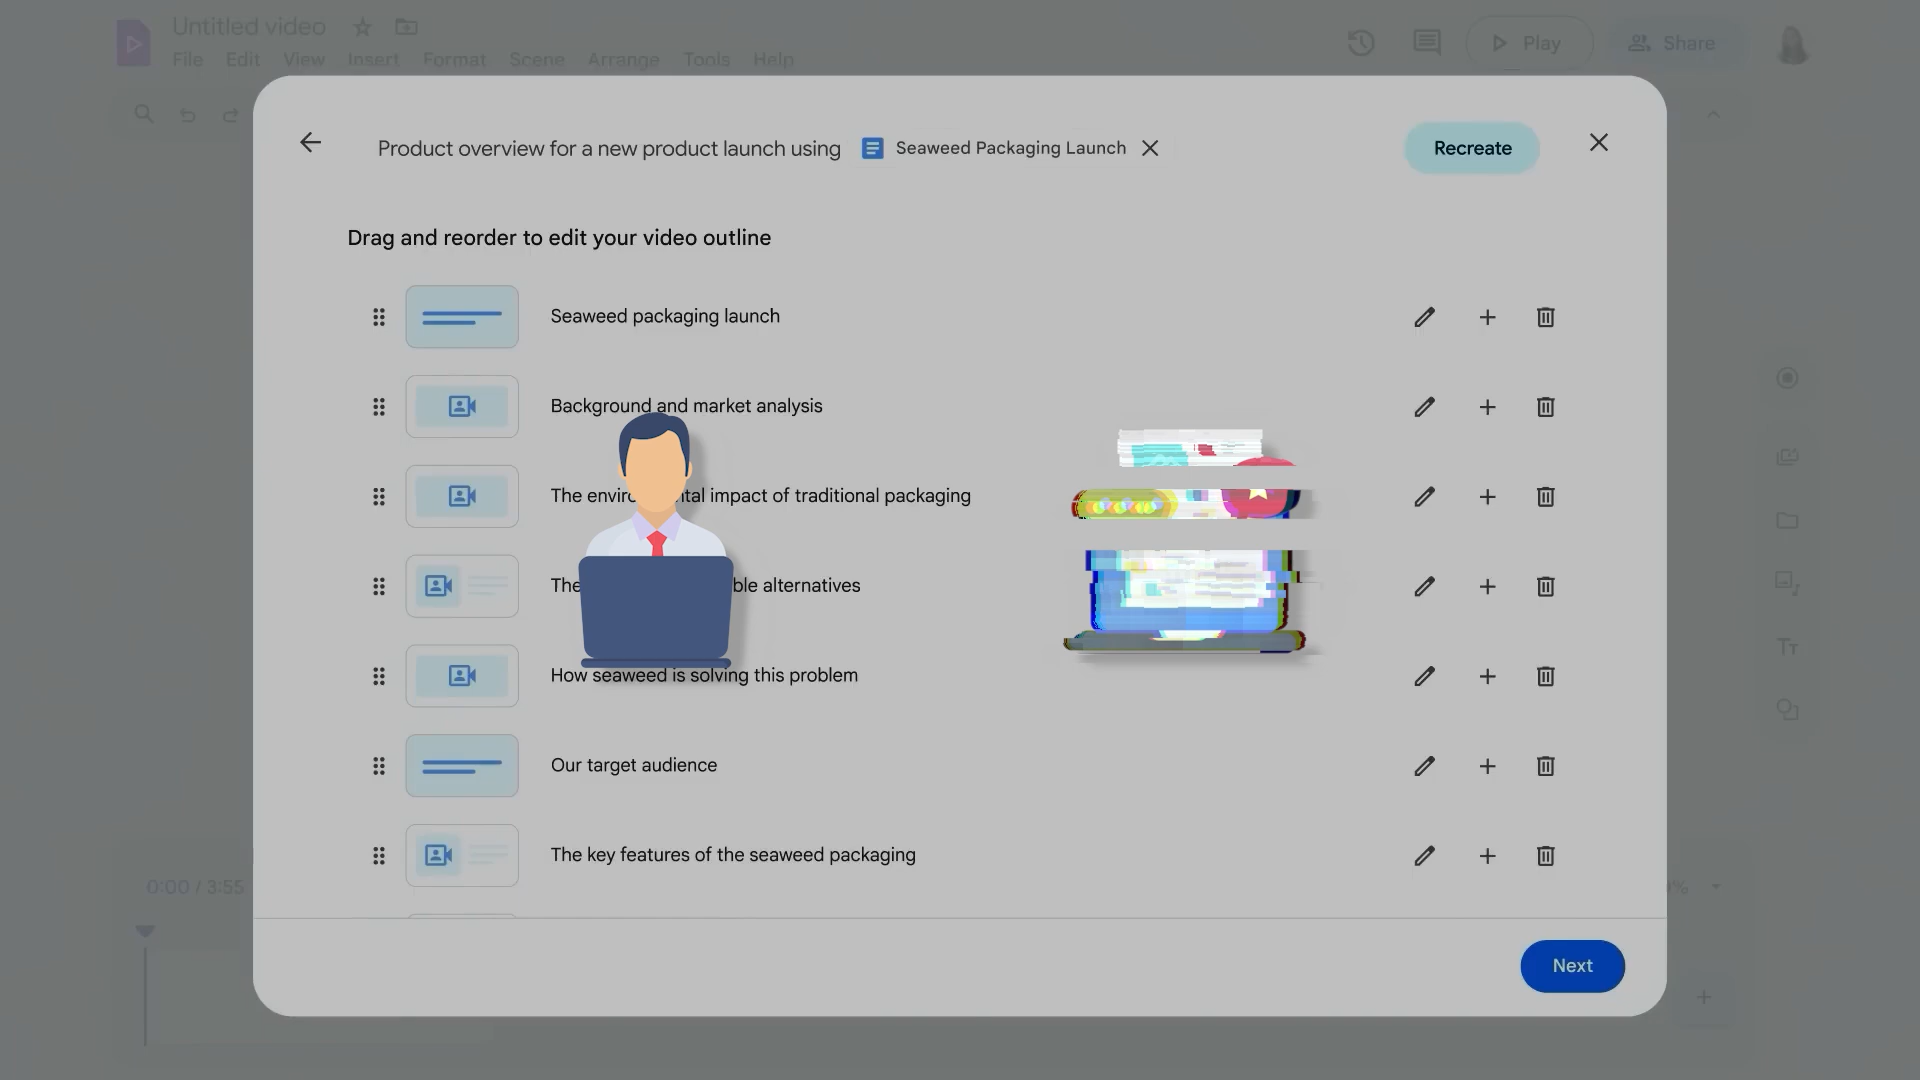 Untitled video
File Edit View Insert Format Scene Arrange Tools Help
Play
Share
Product overview for a new product launch using Seaweed Packaging Launch
Recreate
Drag and reorder to edit your video outline
Seaweed packaging launch
Background and market analysis
The impact of traditional packaging
The alternatives
How seaweed is solving this problem
Our target audience
The key features of the seaweed packaging
0:00 / 3:55
Next